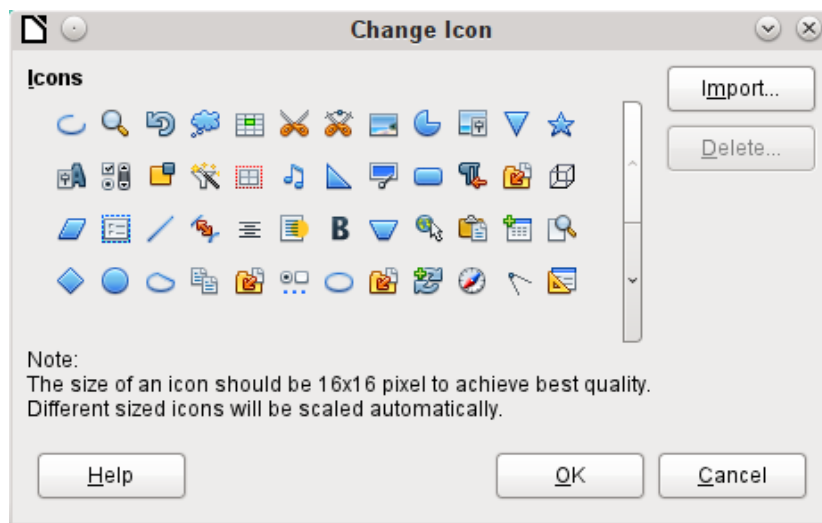 Change Icon
Icons
Import...
Delete...
Note:
The size of an icon should be 16x16 pixel to achieve best quality.
Different sized icons will be scaled automatically.
Help
OK
Cancel